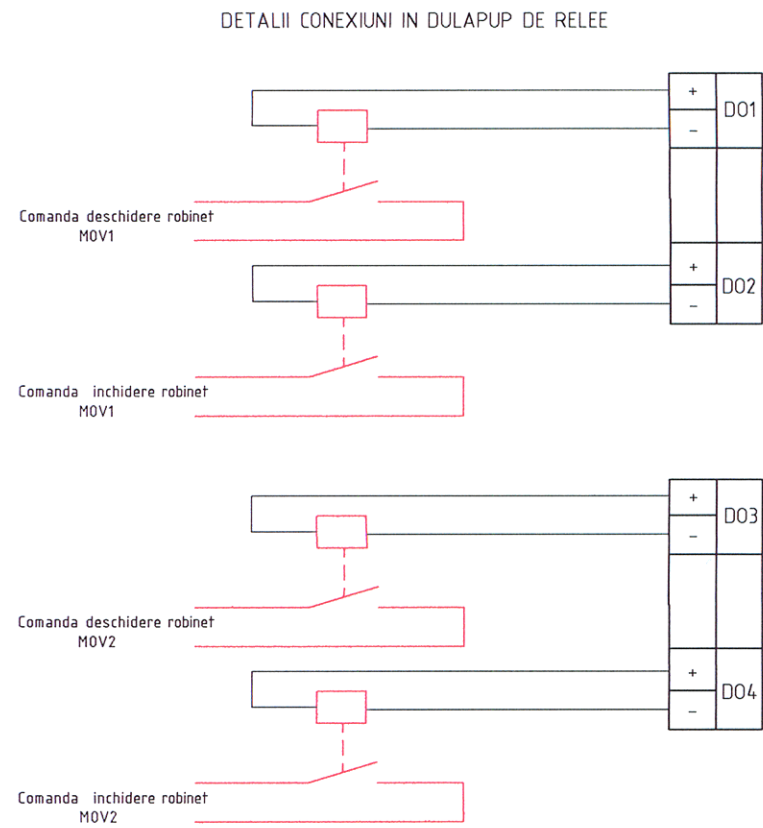 DETALII CONEXIUNI IN DULAPUP DE RELEE
+
DO1
-
Comanda deschidere robinet
MOV1
+
DO2
-
Comanda inchidere robinet
MOV1
+
DO3
-
Comanda deschidere robinet
MOV2
+
DO4
-
Comanda inchidere robinet
MOV2